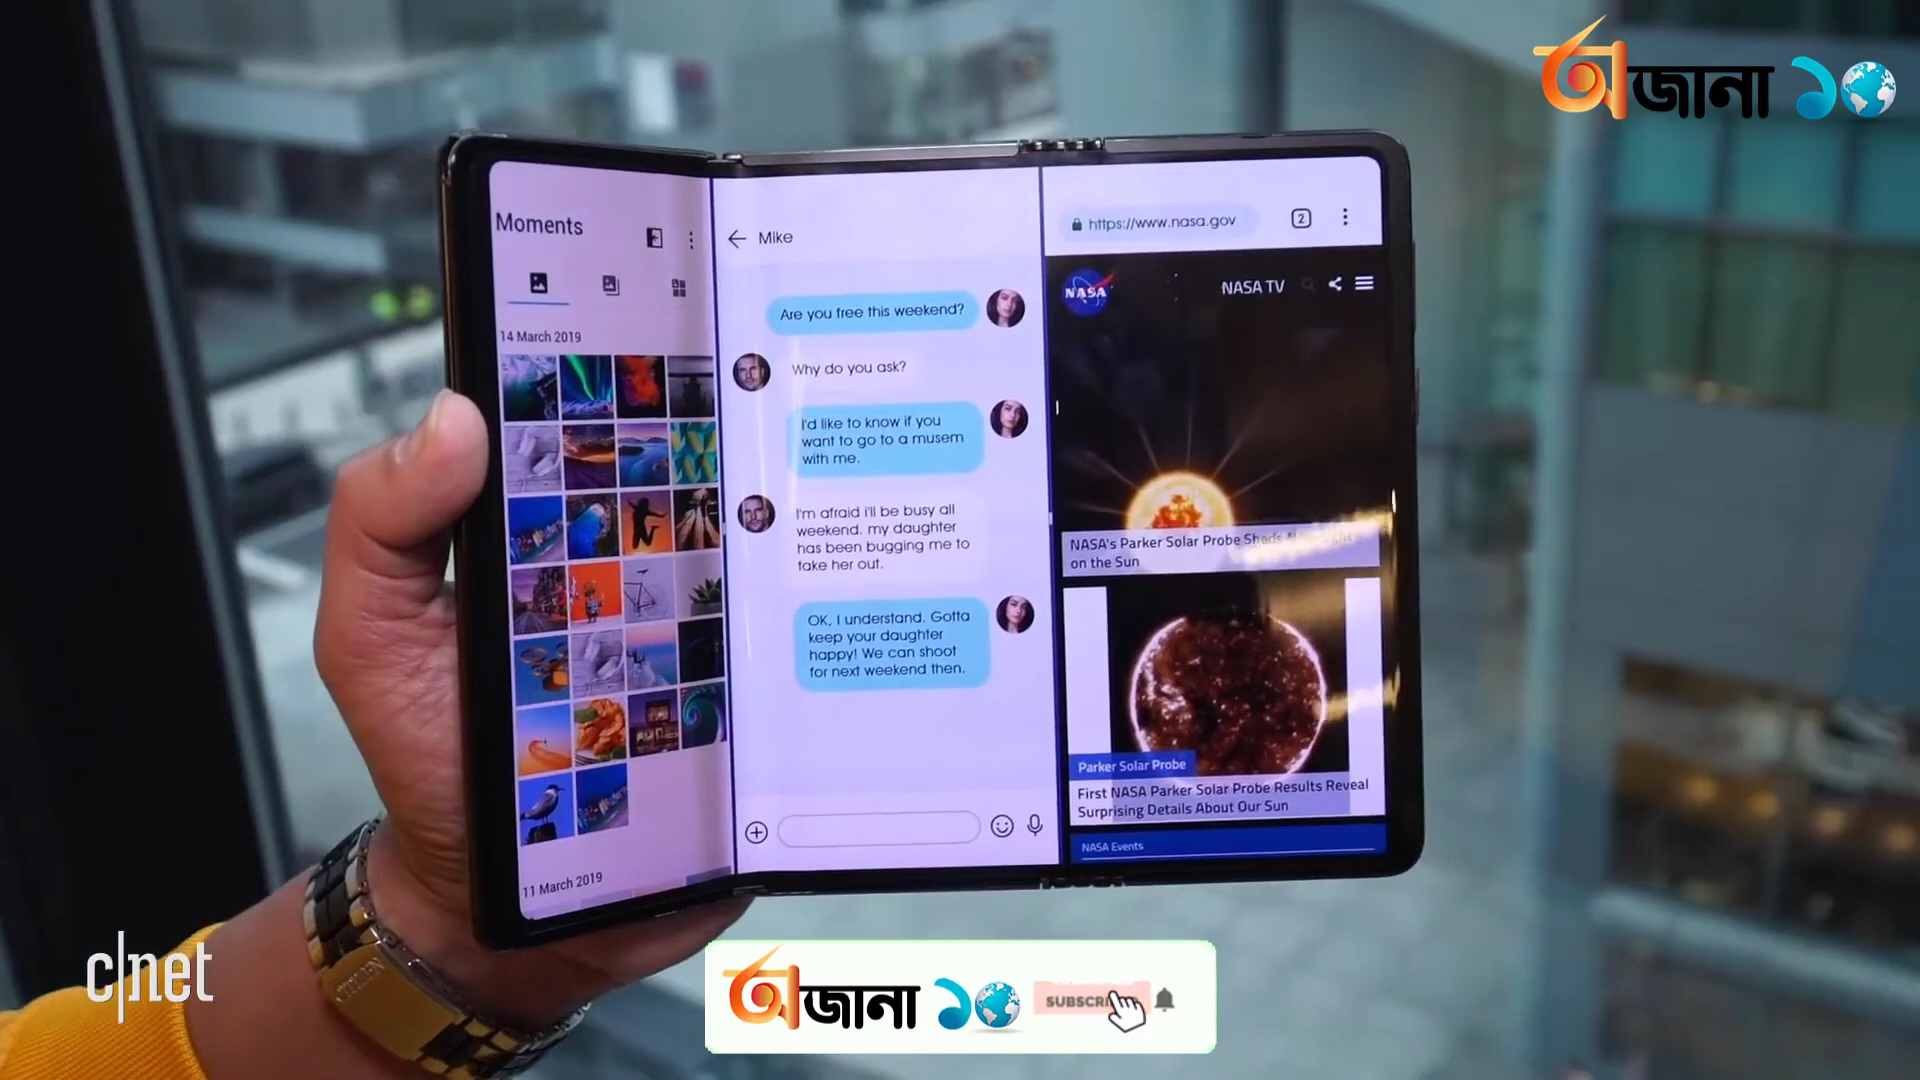 অজানা ১০
Moments
14 March 2019
11 March 2019
Mike
Are you free this weekend?
Why do you ask?
I'd like to know if you
want to go to a musem
with me.
I'm afraid i'll be busy all
weekend. my daughter
has been bugging me to
take her out.
OK, I understand. Gotta
keep your daughter
happy! We can shoot
for next weekend then.
https://www.nasa.gov
2
NASA
NASA TV
NASA's Parker Solar Probe Sheds
on the Sun
Parker Solar Probe
First NASA Parker Solar Probe Results Reveal
Surprising Details About Our Sun
NASA Events
CITIZEN
c|net
অজানা ১০
SUBSCRI